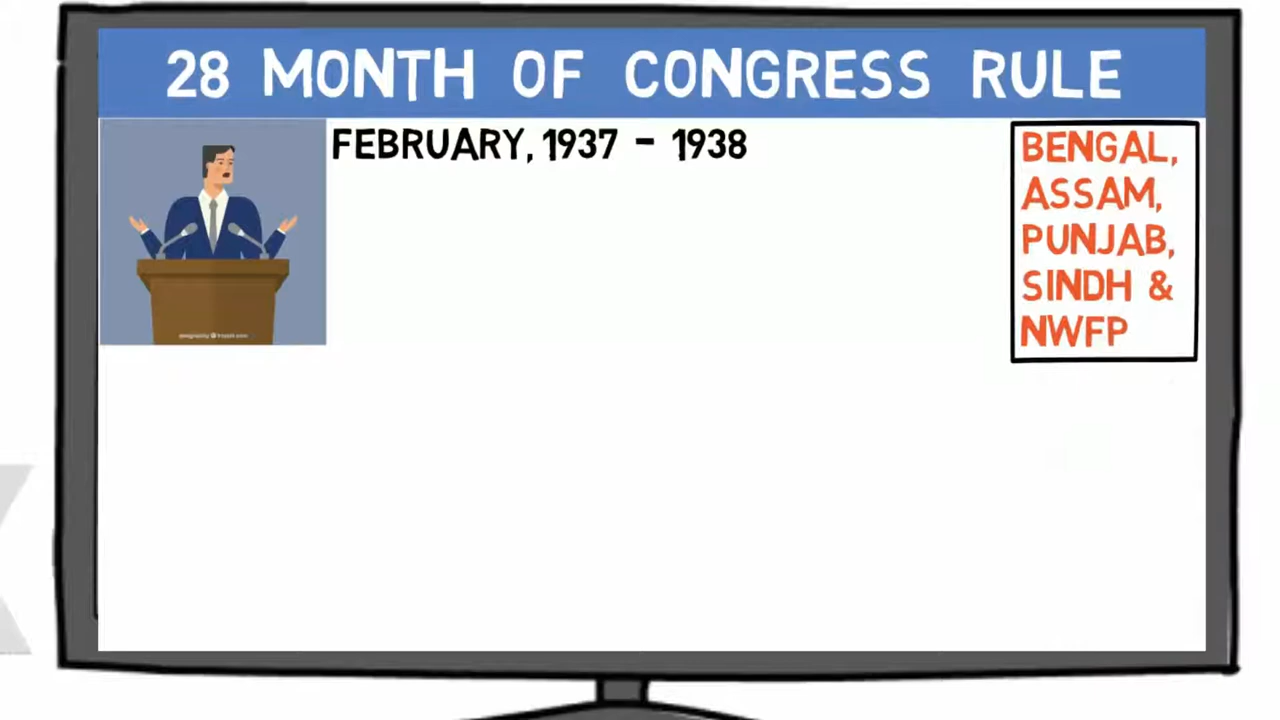 28 MONTH OF CONGRESS RULE
FEBRUARY, 1937 - 1938
BENGAL,
ASSAM,
PUNJAB,
SINDH &
NWFP